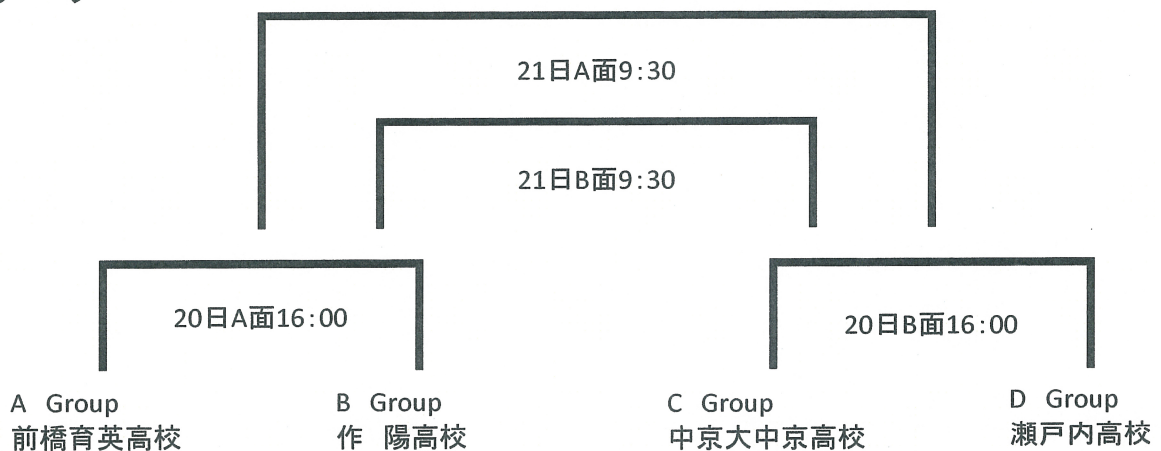 21日A面9:30
21日B面9:30
20日A面16:00
20日B面16:00
A Group
前橋育英高校
B Group
作 陽高校
C Group
中京大中京高校
D Group
瀬戸内高校